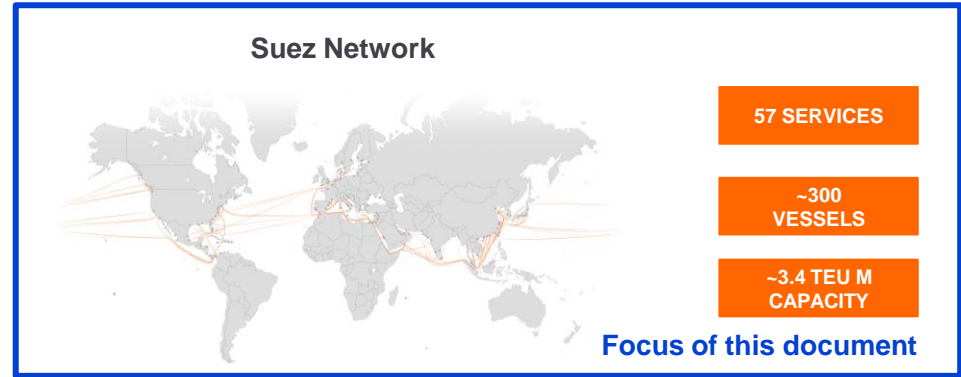 Suez Network
57 SERVICES
~300
VESSELS
~3.4 TEU M
CAPACITY
Focus of this document